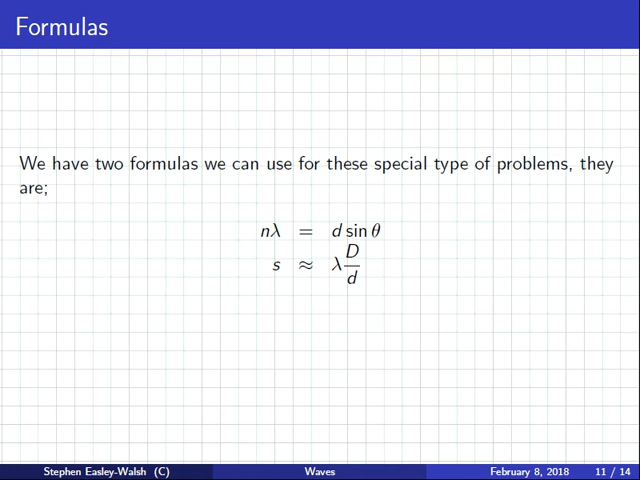 Formulas
We have two formulas we can use for these special type of problems, they
are;
nλ = d sin θ
s ≈ λ D/d
Stephen Easley-Walsh (C) Waves February 8, 2018 11 / 14